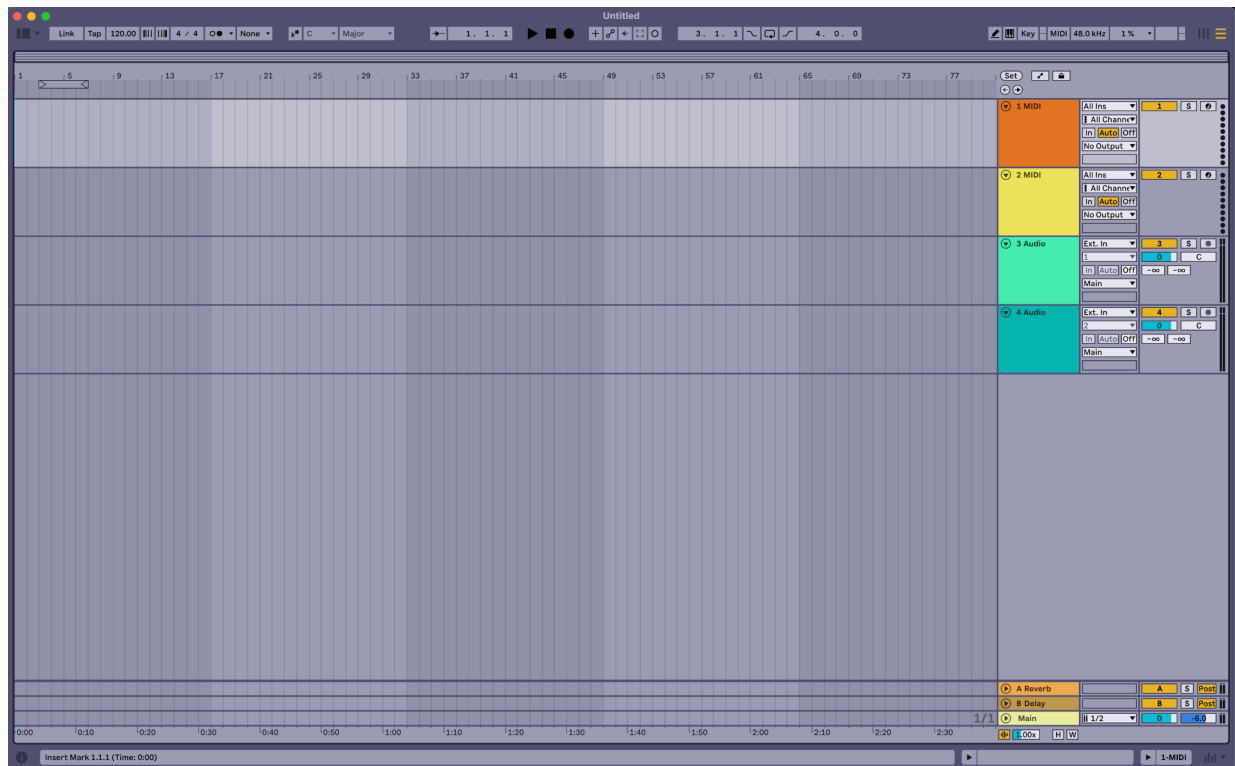 Untitled
Link Tap 120.00 4 / 4 None C Major 1. 1. 1 3. 1. 1 4. 0. 0 Key MIDI 48.0 kHz 1 %
1 5 9 13 17 21 25 29 33 37 41 45 49 53 57 61 65 69 73 77 Set
1 MIDI All Ins 1 S
All Channe
In Auto Off
No Output
2 MIDI All Ins 2 S
All Channe
In Auto Off
No Output
3 Audio Ext. In 3 S
1 0 C
In Auto Off -∞ -∞
Main
4 Audio Ext. In 4 S
2 0 C
In Auto Off -∞ -∞
Main
A Reverb A S Post
B Delay B S Post
1/1 Main 1/2 0 -6.0
0:00 0:10 0:20 0:30 0:40 0:50 1:00 1:10 1:20 1:30 1:40 1:50 2:00 2:10 2:20 2:30 1.00x H W
Insert Mark 1.1.1 (Time: 0:00) 1-MIDI